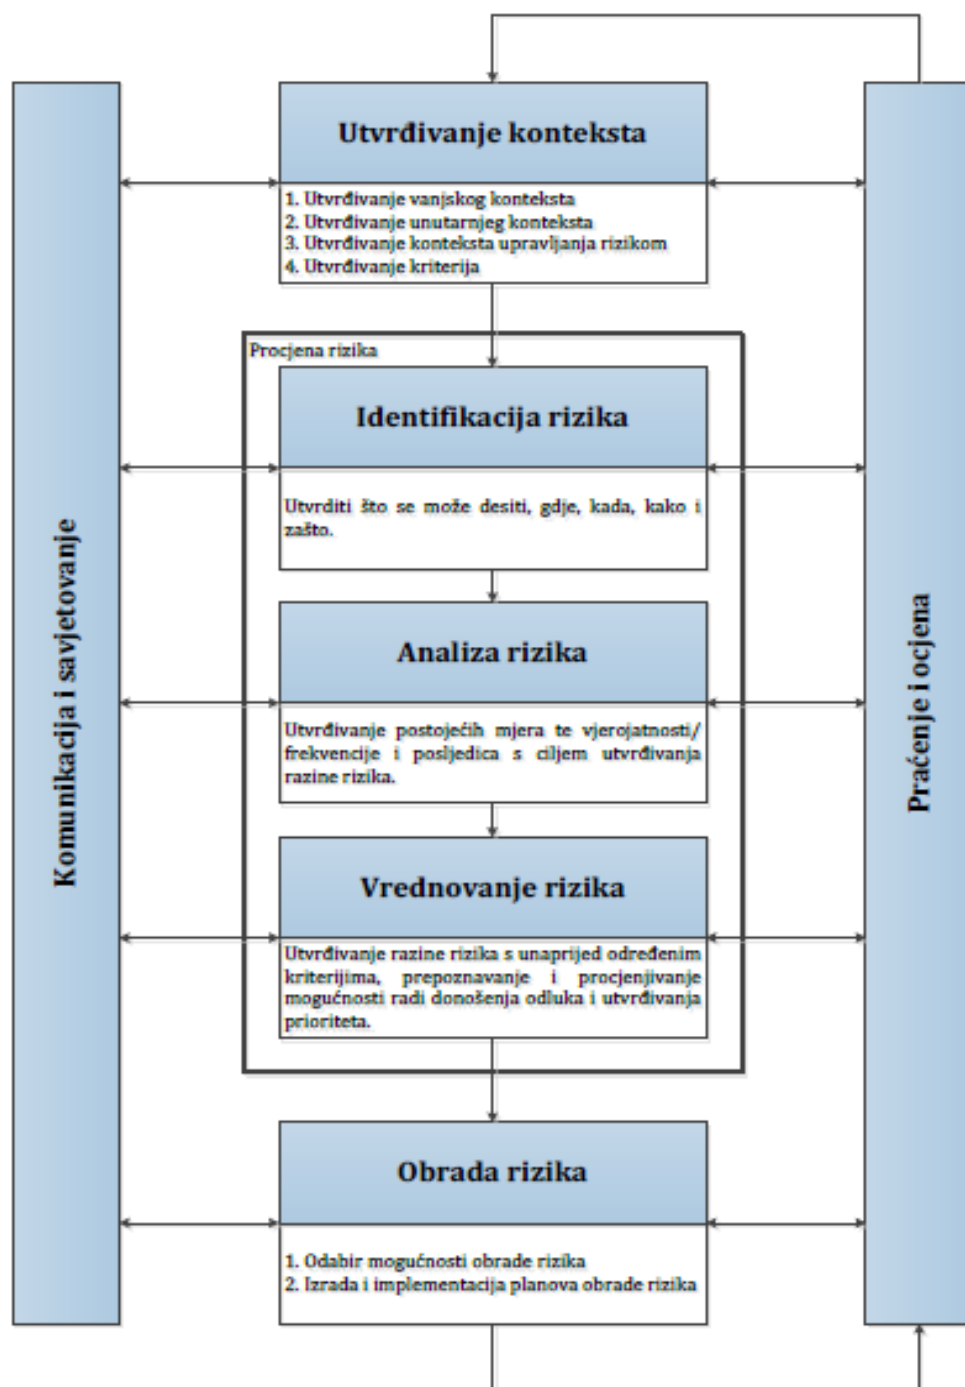 Utvrđivanje konteksta
1. Utvrđivanje vanjskog konteksta
2. Utvrđivanje unutarnjeg konteksta
3. Utvrđivanje konteksta upravljanja rizikom
4. Utvrđivanje kriterija
Procjena rizika
Identifikacija rizika
Utvrditi što se može desiti, gdje, kada, kako i
zašto.
Analiza rizika
Utvrđivanje postojećih mjera te vjerojatnosti/
frekvencije i posljedica s ciljem utvrđivanja
razine rizika.
Vrednovanje rizika
Utvrđivanje razine rizika s unaprijed određenim
kriterijima, prepoznavanje i procjenjivanje
mogućnosti radi donošenja odluka i utvrđivanja
prioriteta.
Obrada rizika
1. Odabir mogućnosti obrade rizika
2. Izrada i implementacija planova obrade rizika
Komunikacija i savjetovanje
Praćenje i ocjena